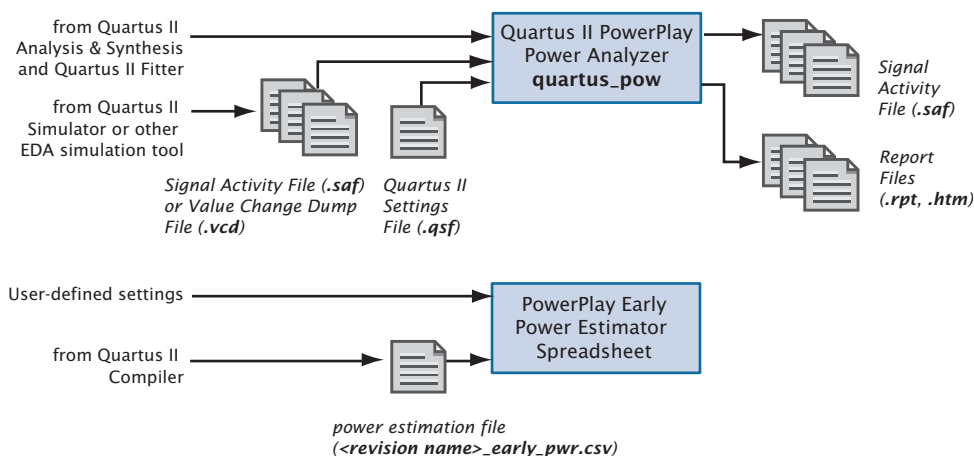 from Quartus II
Analysis & Synthesis
and Quartus II Fitter
from Quartus II
Simulator or other
EDA simulation tool
Signal Activity File (.saf)
or Value Change Dump
File (.vcd)
Quartus II
Settings
File (.qsf)
Quartus II PowerPlay
Power Analyzer
quartus_pow
Signal
Activity
File (.saf)
Report
Files
(.rpt, .htm)
User-defined settings
from Quartus II
Compiler
PowerPlay Early
Power Estimator
Spreadsheet
power estimation file
(<revision name>_early_pwr.csv)